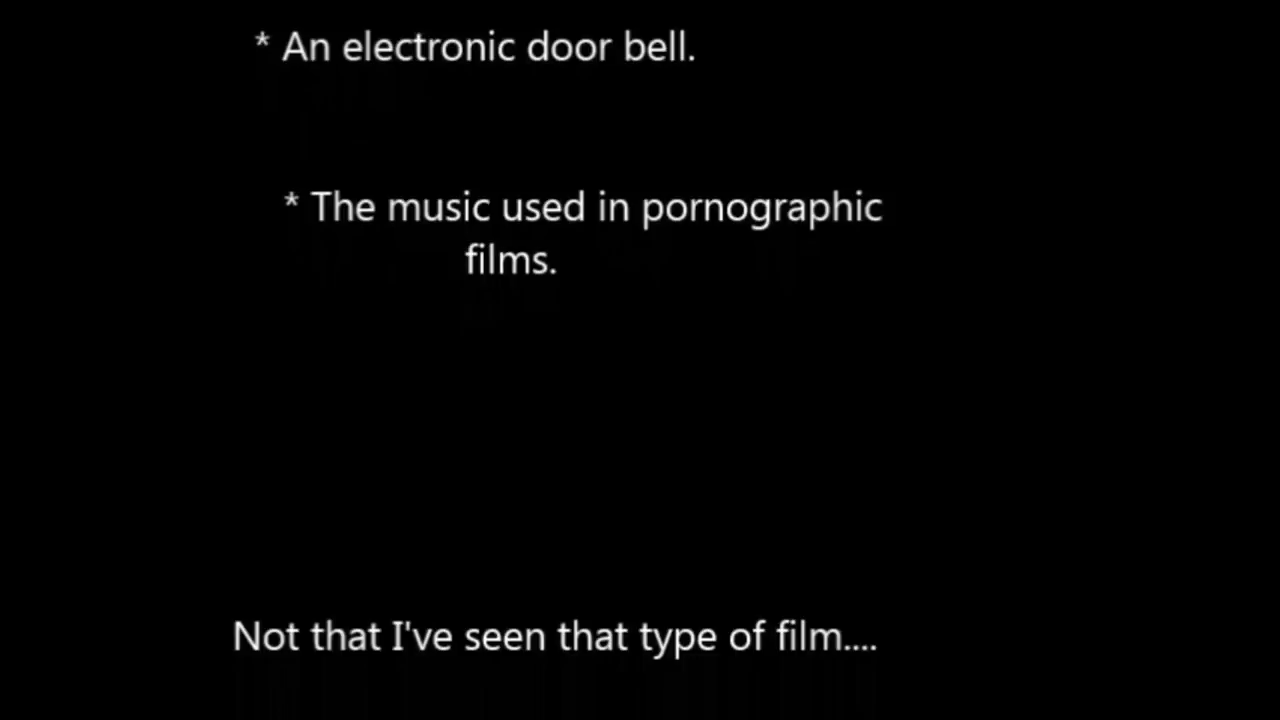 * An electronic door bell.
* The music used in pornographic
films.
Not that I've seen that type of film....